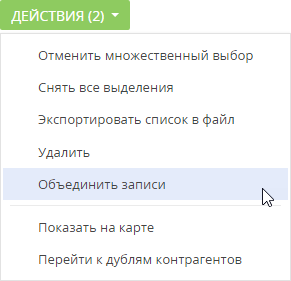 ДЕЙСТВИЯ (2)
Отменить множественный выбор
Снять все выделения
Экспортировать список в файл
Удалить
Объединить записи
Показать на карте
Перейти к дублям контрагентов